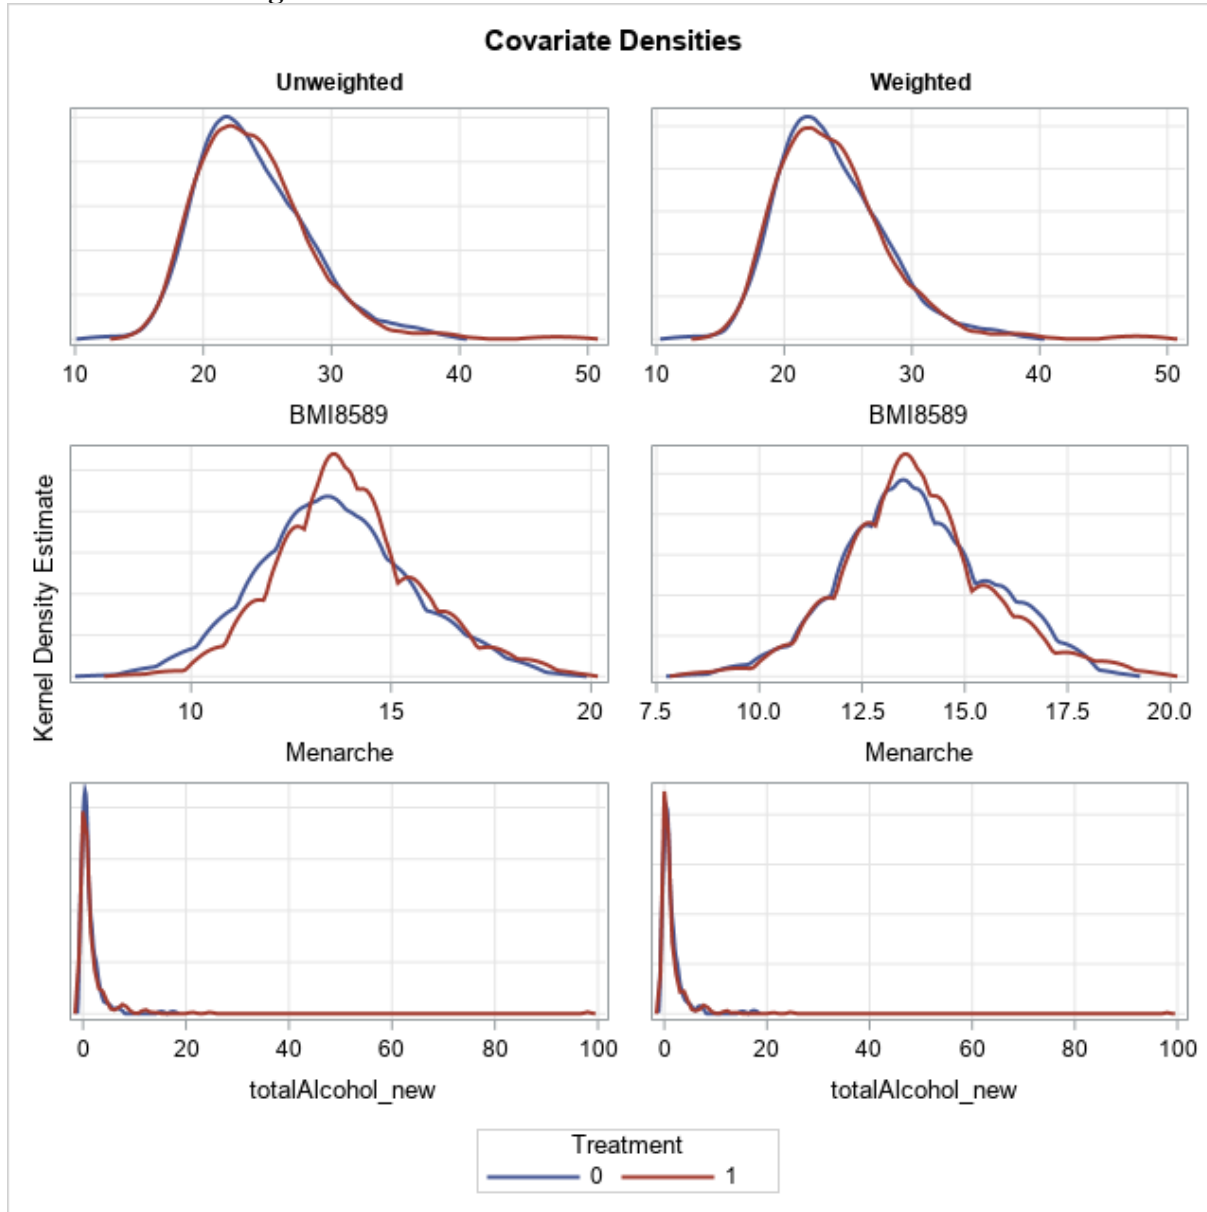 Covariate Densities
Unweighted Weighted
10 20 30 40 50 10 20 30 40 50
BMI8589 BMI8589
Kernel Density Estimate
10 15 20 7.5 10.0 12.5 15.0 17.5 20.0
Menarche Menarche
0 20 40 60 80 100 0 20 40 60 80 100
totalAlcohol_new totalAlcohol_new
Treatment
0 1